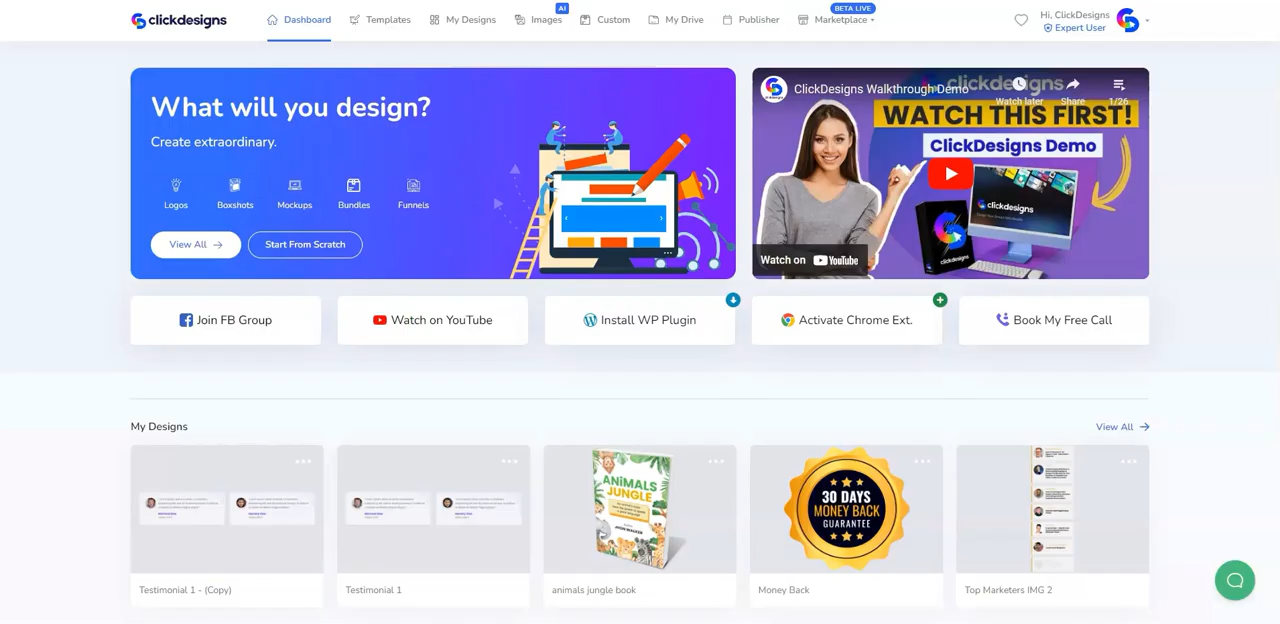 clickdesigns
Dashboard
Templates
My Designs
AI
Images
Custom
My Drive
Publisher
BETA LIVE
Marketplace
Hi, ClickDesigns
Expert User
What will you design?
Create extraordinary.
Logos
Boxshots
Mockups
Bundles
Funnels
View All
Start From Scratch
ClickDesigns Walkthrough Demo
clickdesigns
Watch later
Share
1/26
WATCH THIS FIRST!
ClickDesigns Demo
clickdesigns
Watch on YouTube
Join FB Group
Watch on YouTube
Install WP Plugin
Activate Chrome Ext.
Book My Free Call
My Designs
View All
ANiMALS
JUNGLE
30 DAYS
MONEY BACK
GUARANTEE
Testimonial 1 - (Copy)
Testimonial 1
animals jungle book
Money Back
Top Marketers IMG 2